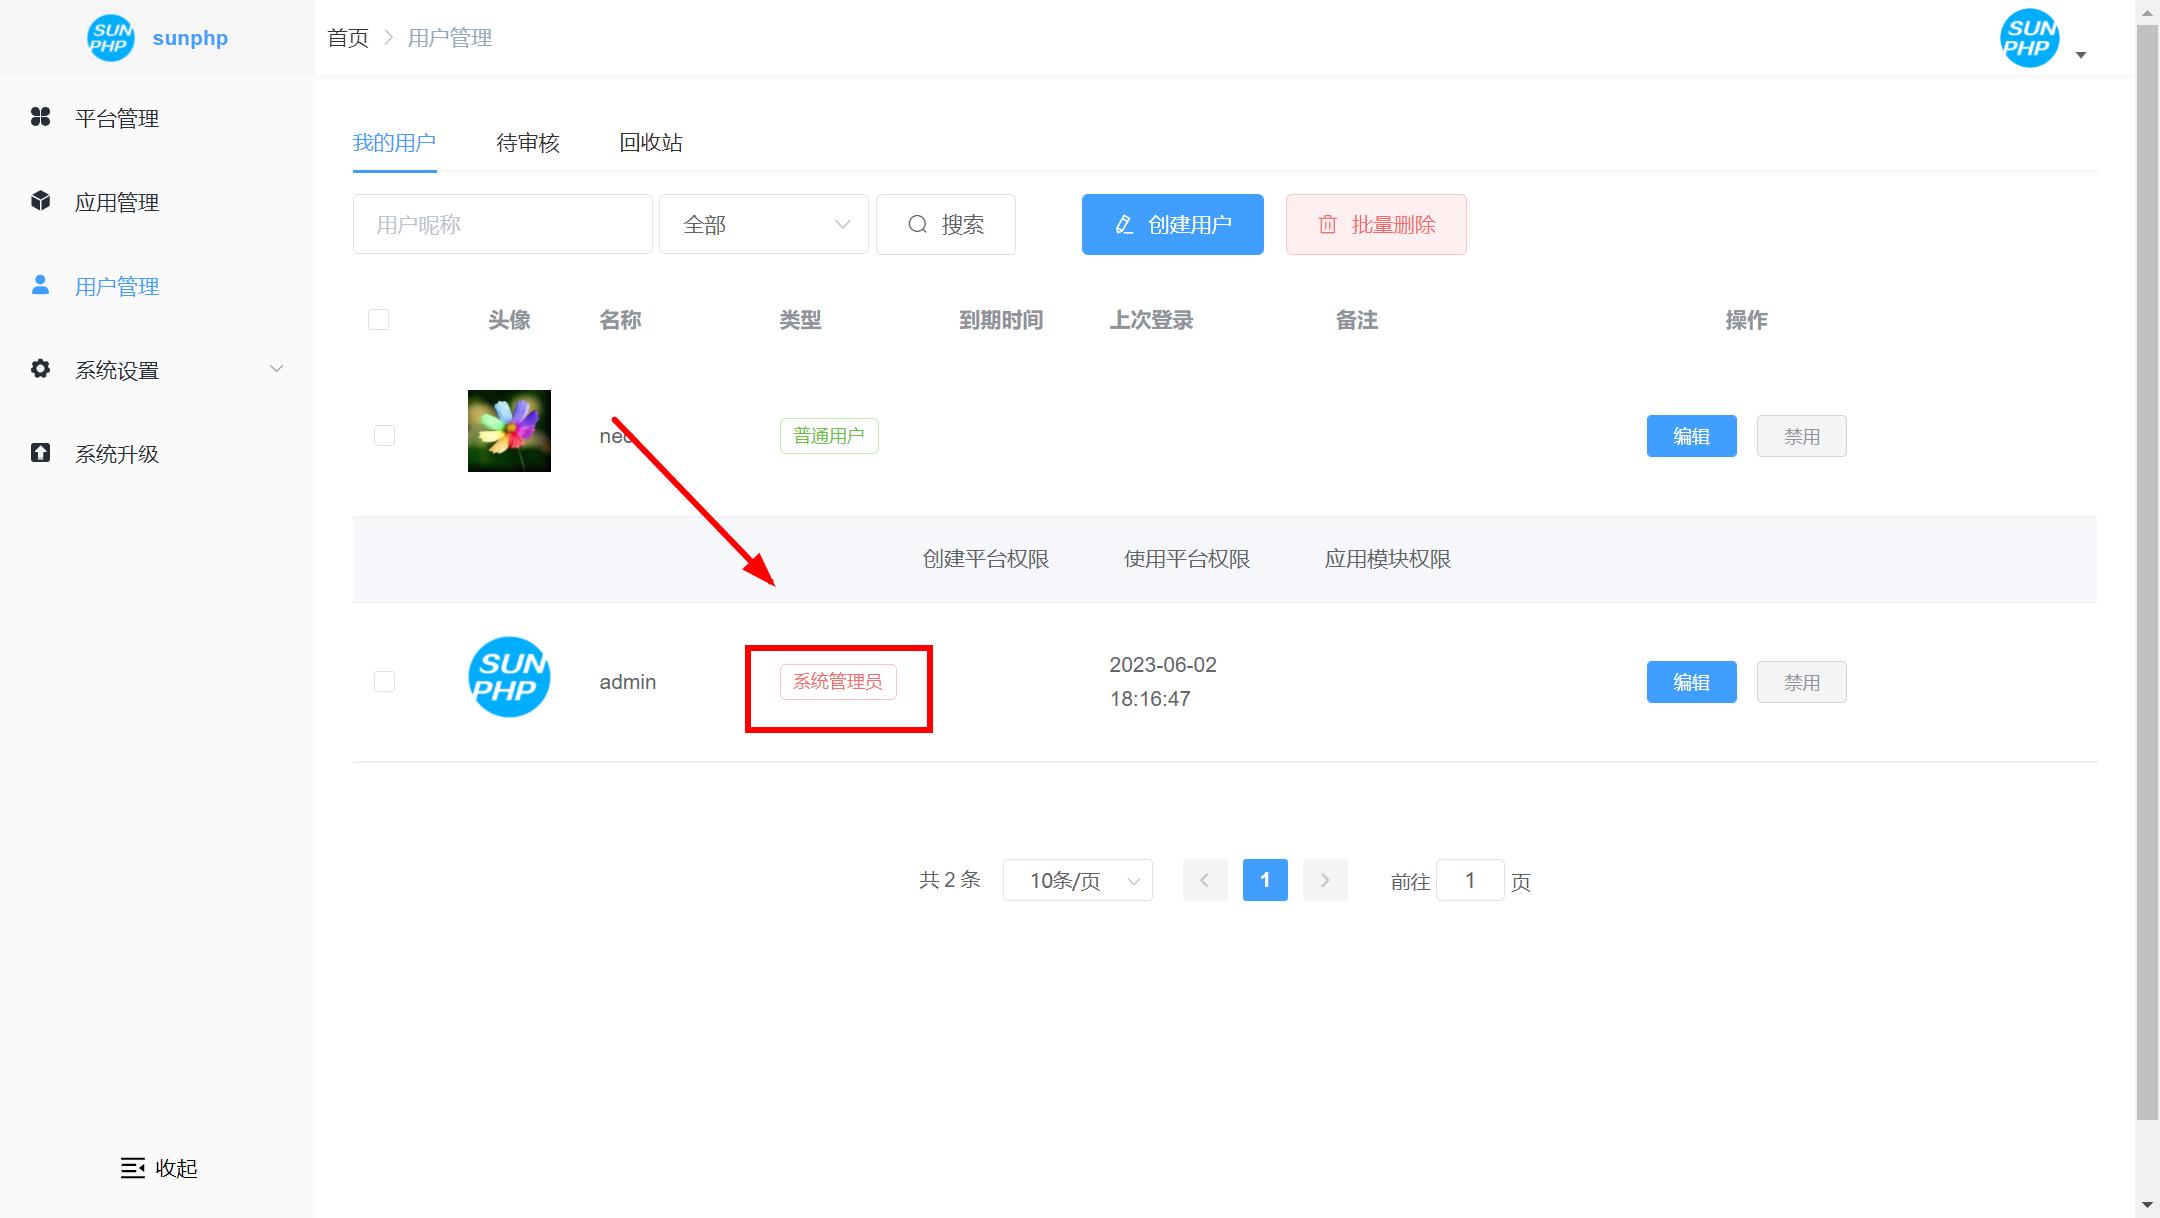 SUN PHP sunphp
首页 > 用户管理
SUN PHP
平台管理
应用管理
用户管理
系统设置
系统升级
收起
我的用户 待审核 回收站
用户昵称 全部 搜索 创建用户 批量删除
头像 名称 类型 到期时间 上次登录 备注 操作
普通用户 编辑 禁用
创建平台权限 使用平台权限 应用模块权限
SUN PHP admin 系统管理员 2023-06-02
18:16:47 编辑 禁用
共 2 条 10条/页 1 前往 1 页